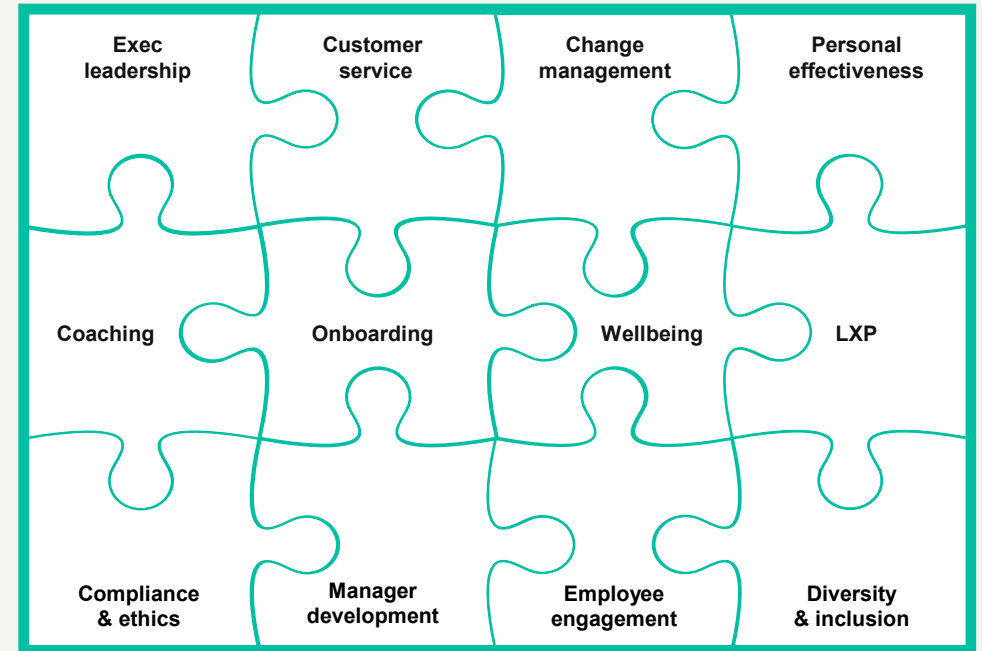 Exec
leadership
Customer
service
Change
management
Personal
effectiveness
Coaching
Onboarding
Wellbeing
LXP
Compliance
& ethics
Manager
development
Employee
engagement
Diversity
& inclusion